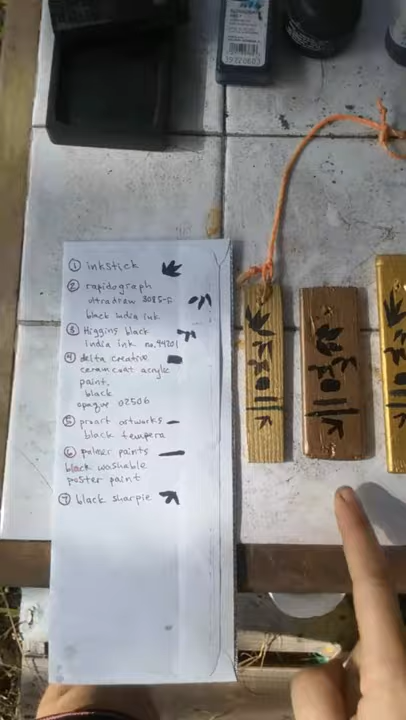 ① inkstick
② rapidograph
ultradraw 3085-F
black india ink
③ Higgins black
india ink no. 44201
④ delta creative
ceramcoat acrylic
paint,
black
opaque 02506
⑤ proart artworks
black tempera
⑥ palmer paints
black washable
poster paint
⑦ black sharpie